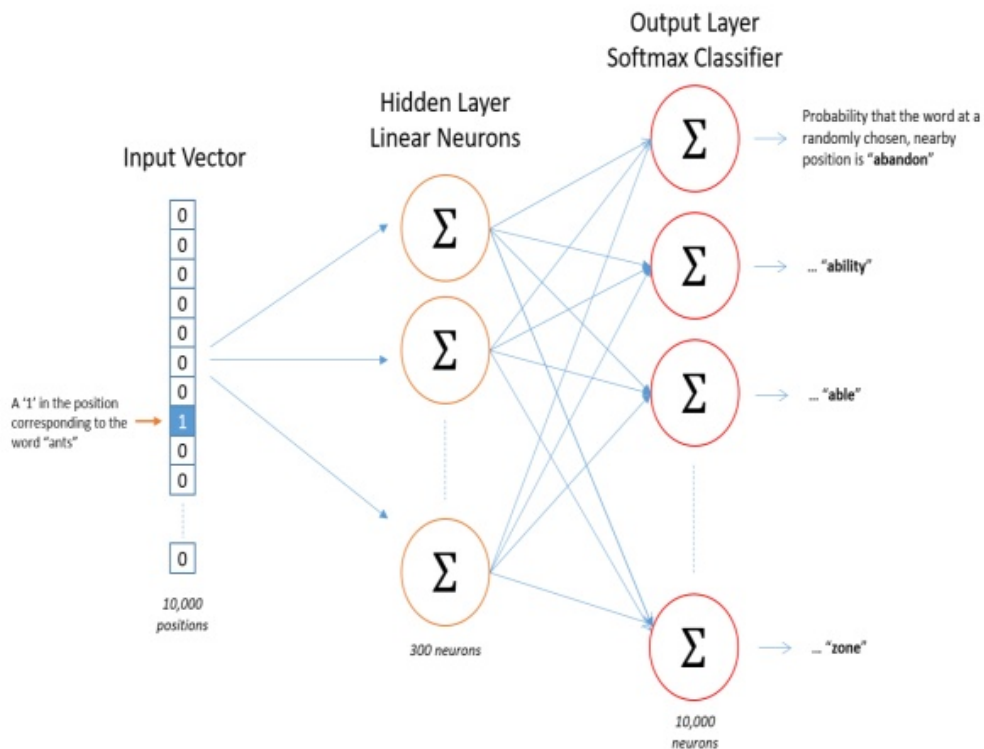 Output Layer
Softmax Classifier
Hidden Layer
Linear Neurons
Input Vector
Σ
Probability that the word at a
randomly chosen, nearby
position is "abandon"
0
0
0
0
0
0
0
1
0
0
0
A '1' in the position
corresponding to the
word "ants"
10,000
positions
Σ
Σ
Σ
300 neurons
Σ
... "ability"
Σ
... "able"
Σ
... "zone"
10,000
neurons